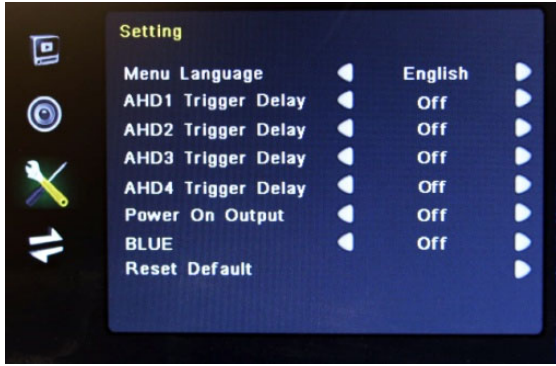 Setting
Menu Language English
AHD1 Trigger Delay Off
AHD2 Trigger Delay Off
AHD3 Trigger Delay Off
AHD4 Trigger Delay Off
Power On Output Off
BLUE Off
Reset Default